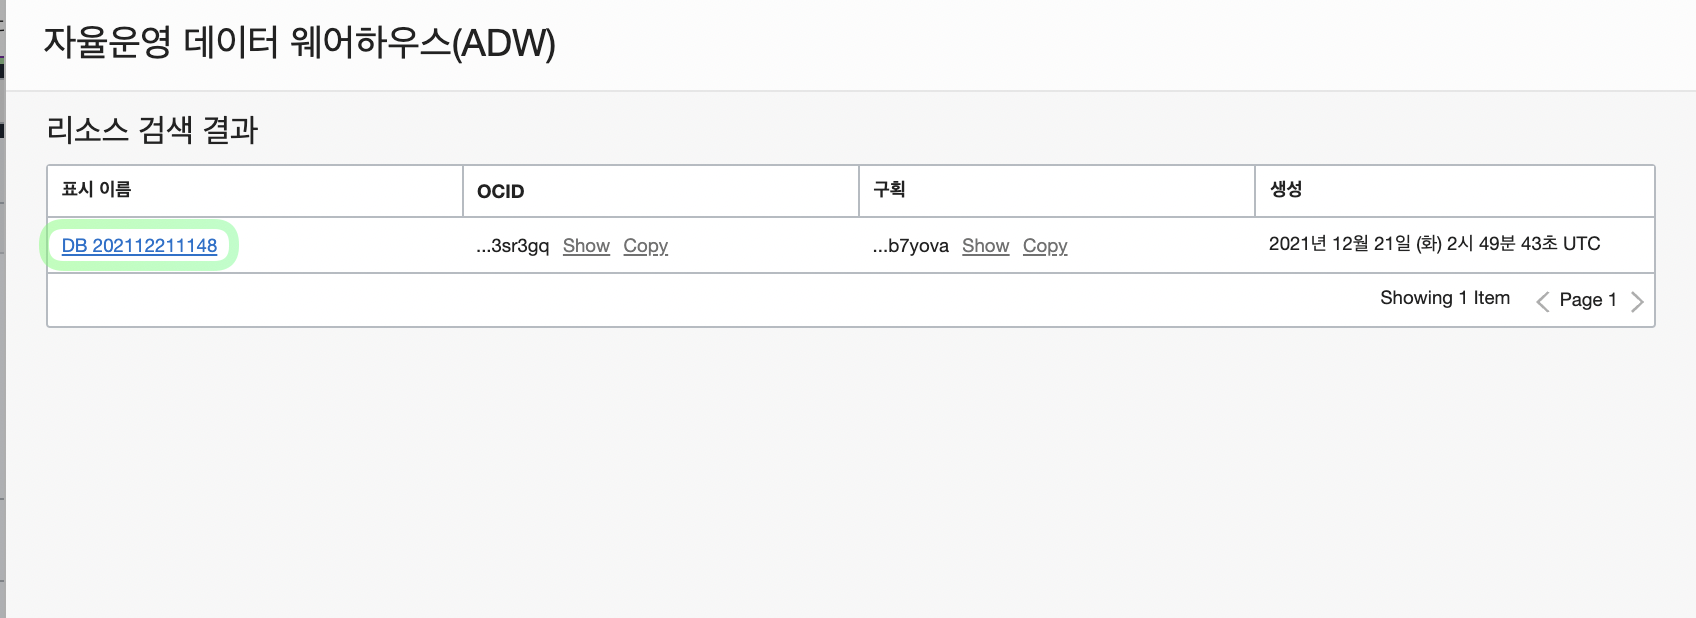 자율운영 데이터 웨어하우스(ADW)
리소스 검색 결과
표시 이름 OCID 구획 생성
DB 202112211148 ...3sr3gq Show Copy ...b7yova Show Copy 2021년 12월 21일 (화) 2시 49분 43초 UTC
Showing 1 Item Page 1